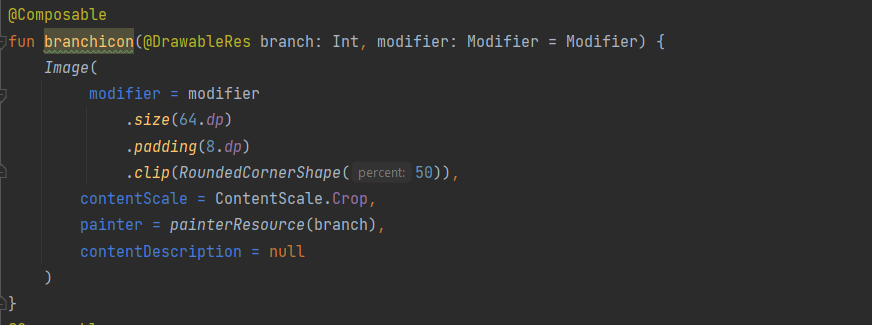 @Composable
fun branchicon(@DrawableRes branch: Int, modifier: Modifier = Modifier) {
Image(
modifier = modifier
.size(64.dp)
.padding(8.dp)
.clip(RoundedCornerShape( percent: 50)),
contentScale = ContentScale.Crop,
painter = painterResource(branch),
contentDescription = null
)
}